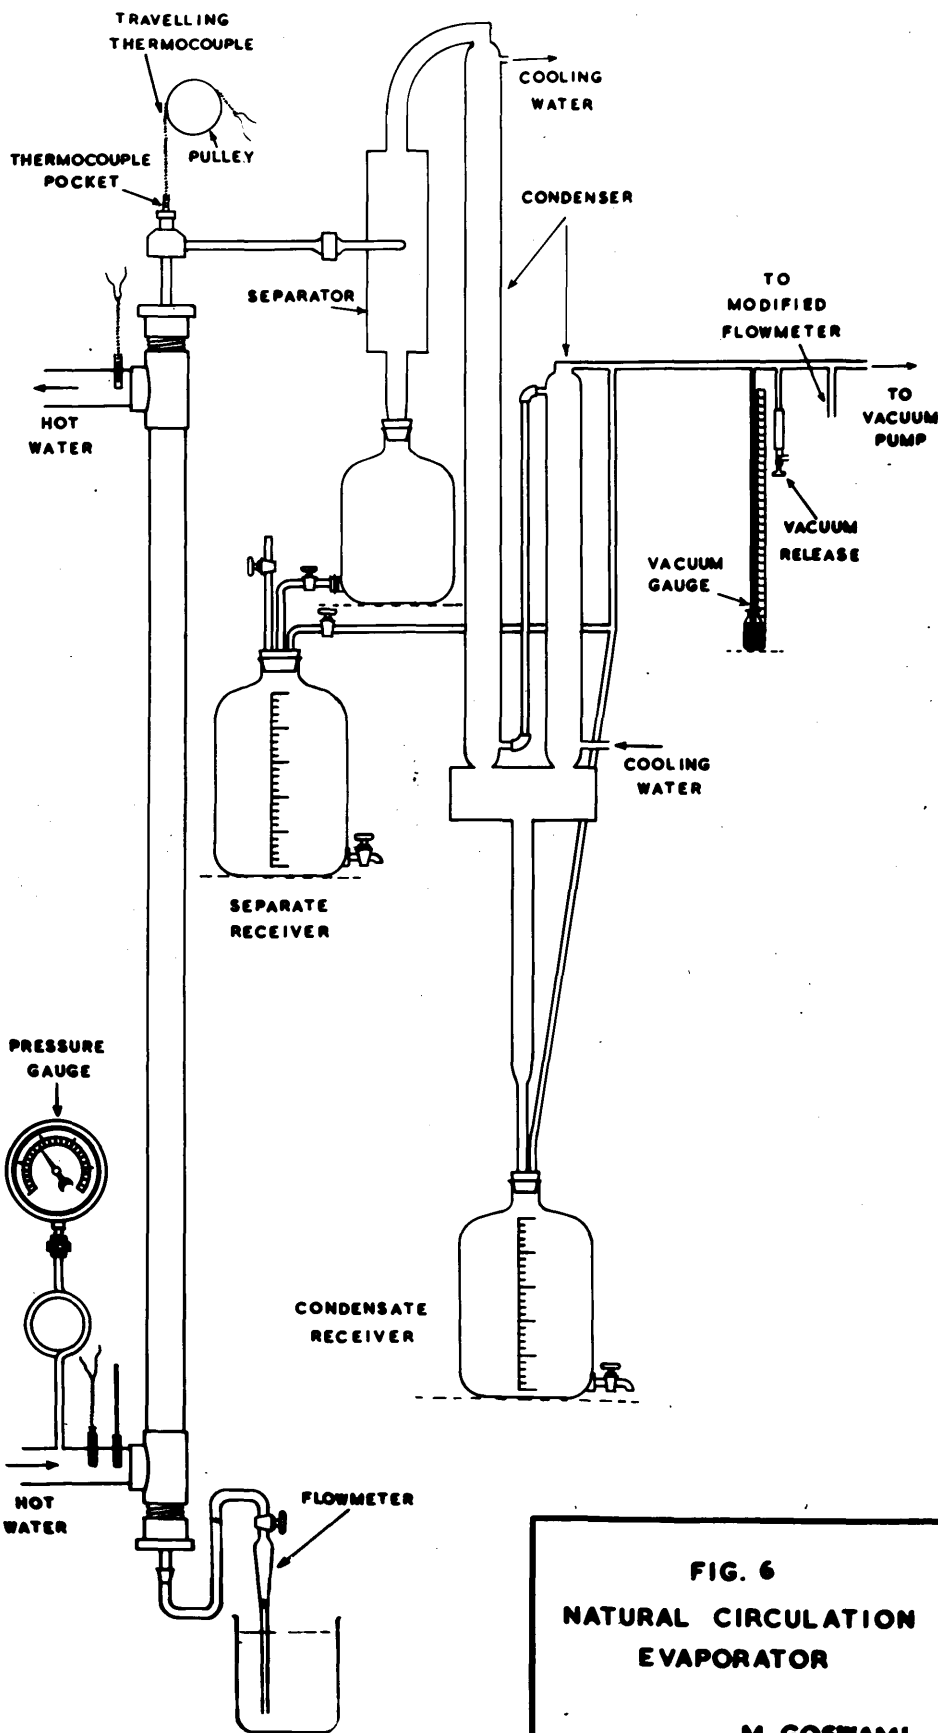 TRAVELLING
THERMOCOUPLE
PULLEY
THERMOCOUPLE
POCKET
COOLING
WATER
CONDENSER
SEPARATOR
TO
MODIFIED
FLOWMETER
HOT
WATER
TO
VACUUM
PUMP
VACUUM
RELEASE
VACUUM
GAUGE
COOLING
WATER
SEPARATE
RECEIVER
PRESSURE
GAUGE
CONDENSATE
RECEIVER
HOT
WATER
FLOWMETER
FIG. 6
NATURAL CIRCULATION
EVAPORATOR
M. GOSWAMI